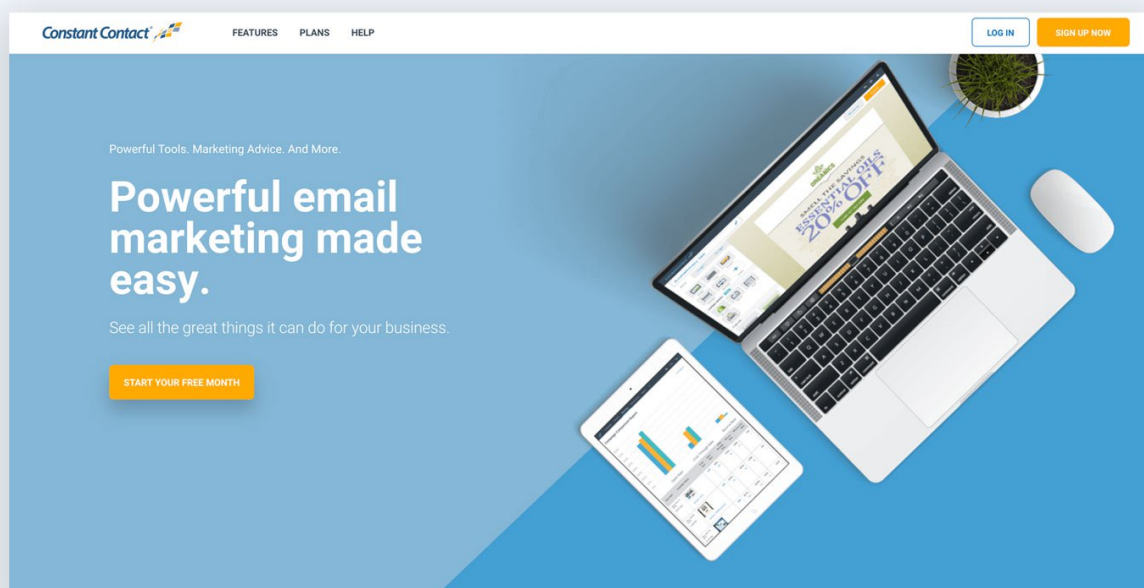 Constant Contact
FEATURES PLANS HELP
LOG IN
SIGN UP NOW
Powerful Tools. Marketing Advice. And More.
Powerful email
marketing made
easy.
See all the great things it can do for your business.
START YOUR FREE MONTH
ORGANICS
SMELL THE SAVINGS
ESSENTIAL OILS
20% OFF